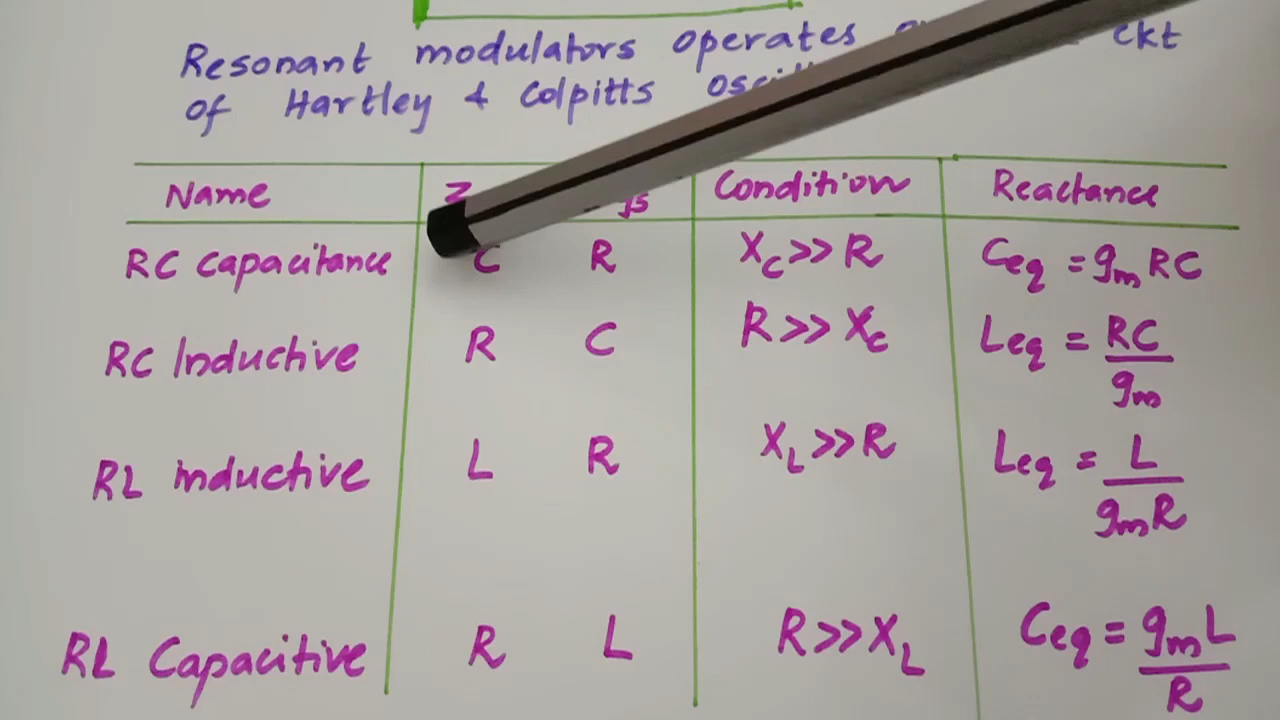 Resonant modulators operates ckt
of Hartley & Colpitts
Name Condition Reactance
RC Capacitance C R Xc >> R Ceq = gm RC
RC Inductive R C R >> Xc Leq = RC/gm
RL inductive L R XL >> R Leq = L/gmR
RL Capacitive R L R >> XL Ceq = gmL/R